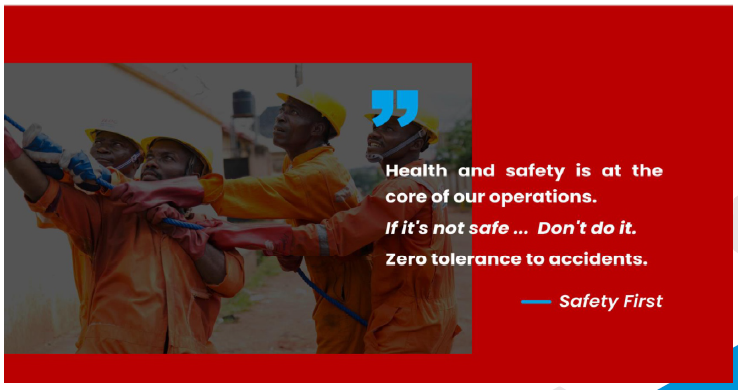 ”
Health and safety is at the
core of our operations.
If it's not safe ... Don't do it.
Zero tolerance to accidents.
Safety First